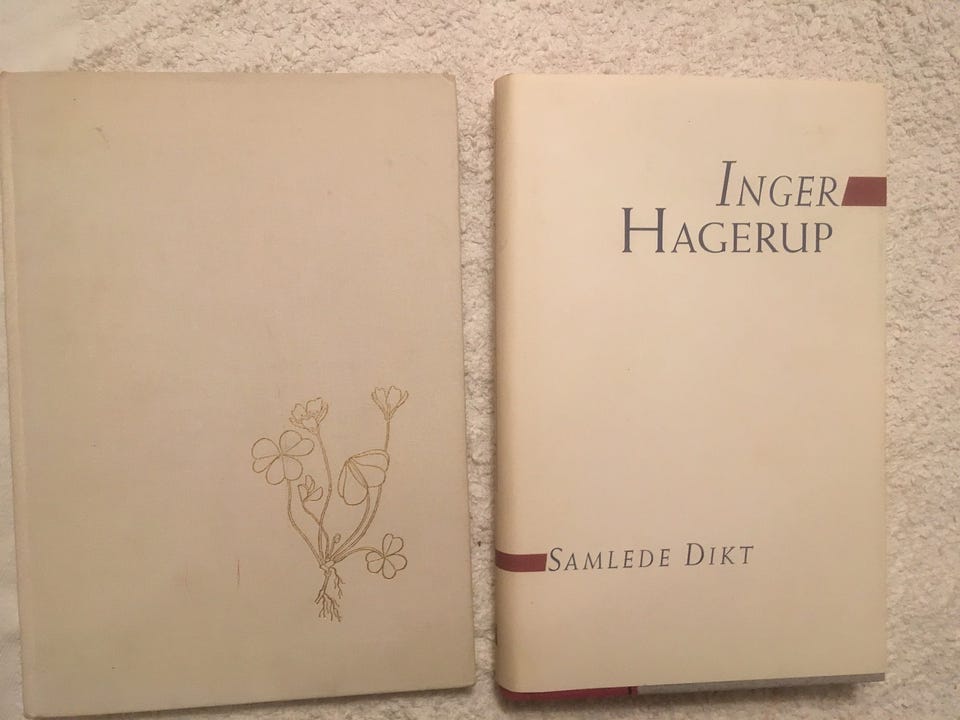 INGER
HAGERUP
SAMLEDE DIKT